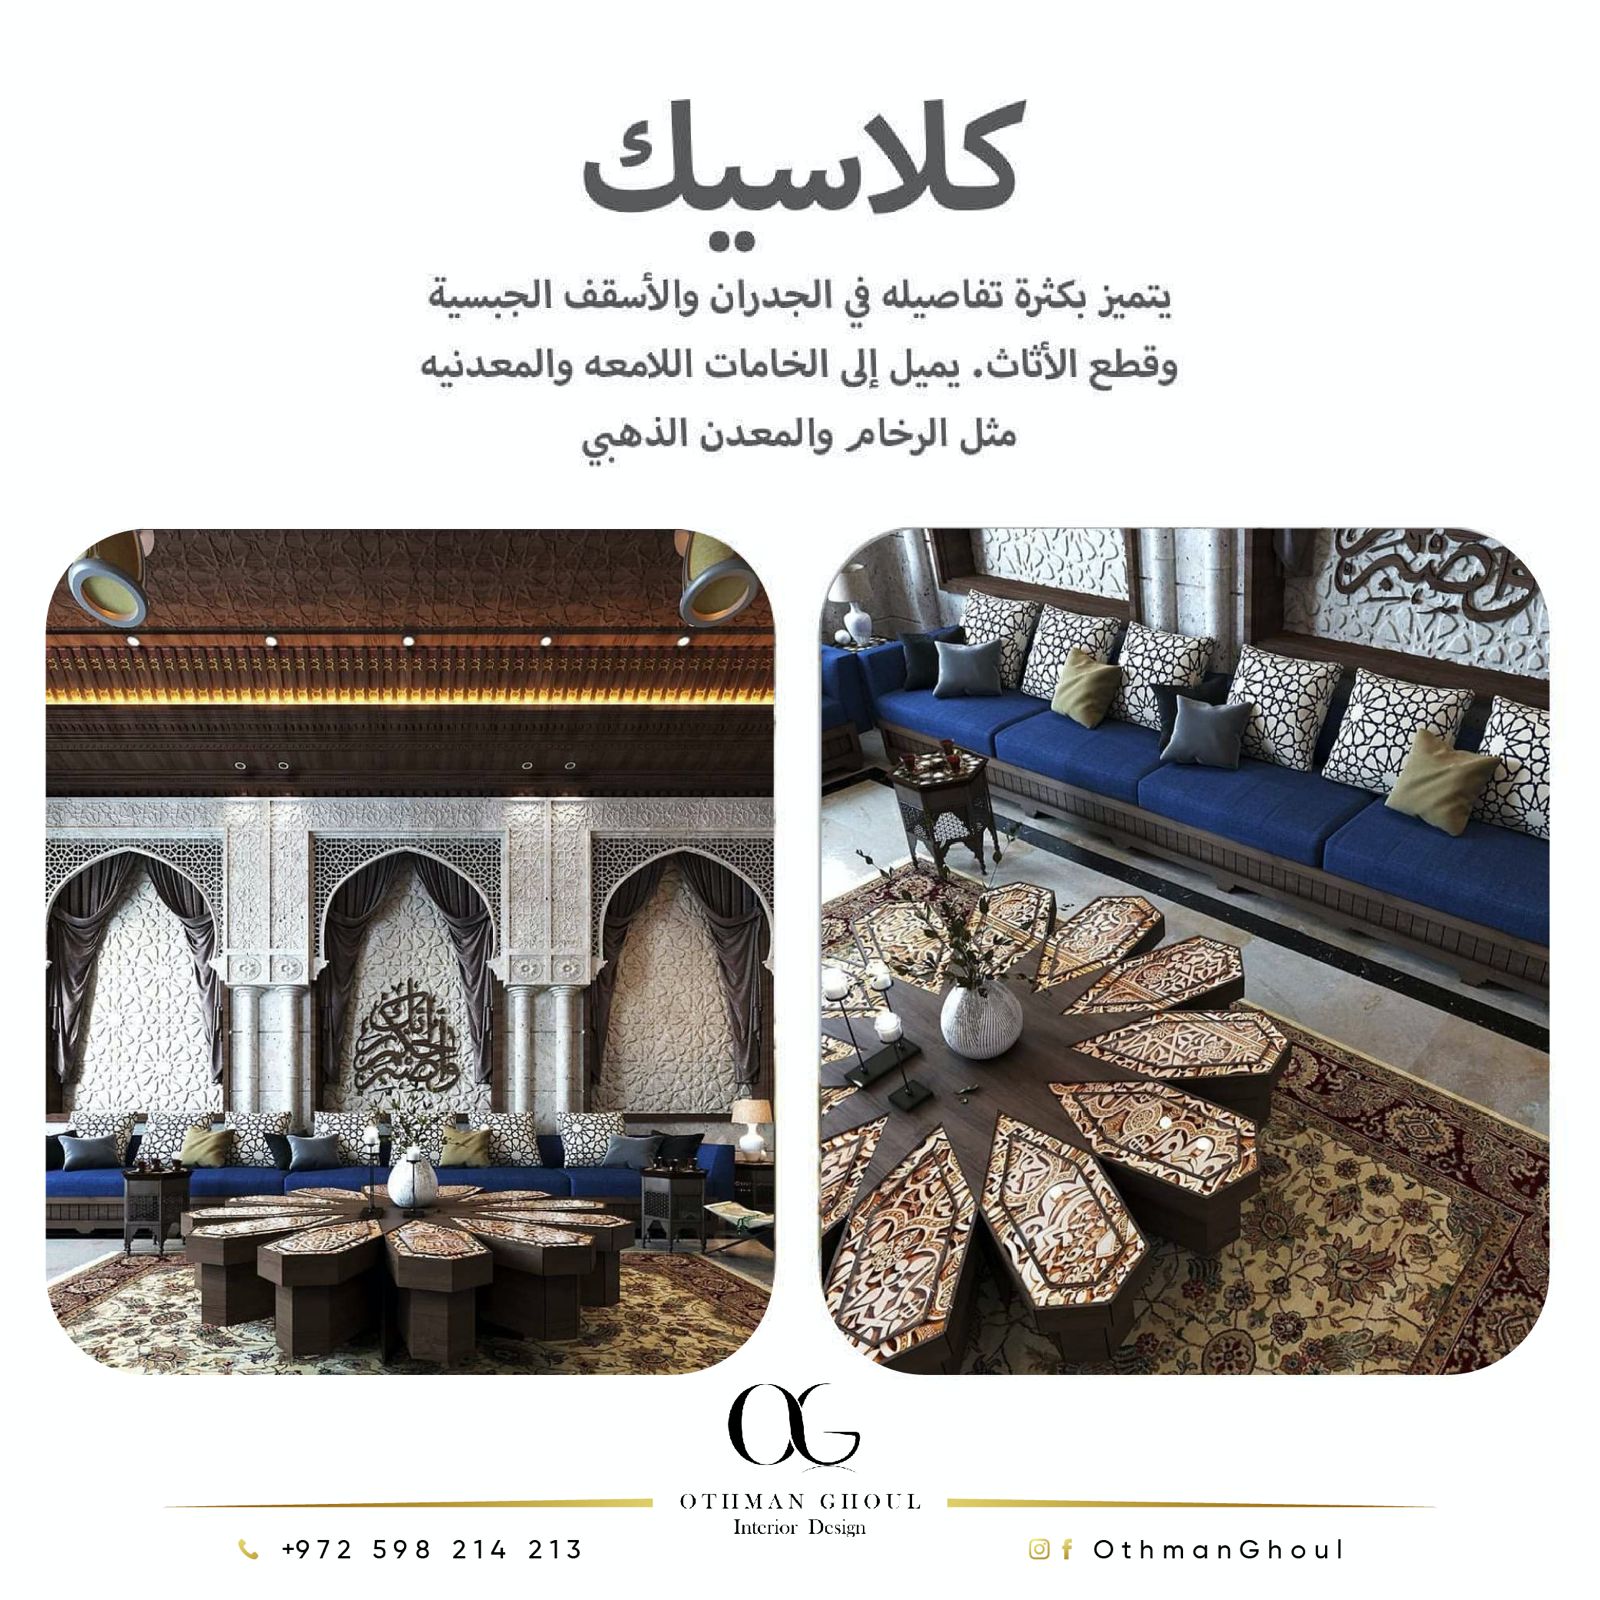 كلاسيك
يتميز بكثرة تفاصيله في الجدران والأسقف الجبسية
وقطع الأثاث. يميل إلى الخامات اللامعه والمعدنيه
مثل الرخام والمعدن الذهبي
OG
OTHMAN GHOUL
Interior Design
+972 598 214 213
OthmanGhoul